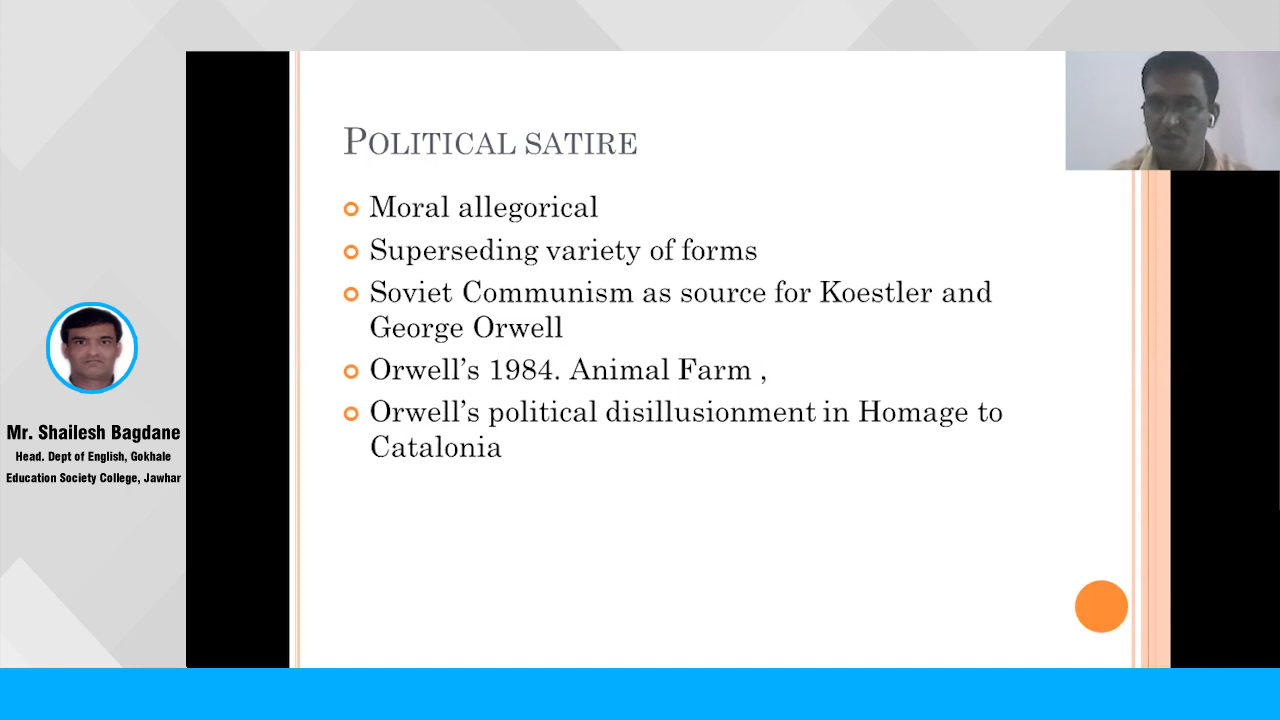 POLITICAL SATIRE
Moral allegorical
Superseding variety of forms
Soviet Communism as source for Koestler and
George Orwell
Orwell's 1984. Animal Farm ,
Orwell's political disillusionment in Homage to
Catalonia
Mr. Shailesh Bagdane
Head. Dept of English, Gokhale
Education Society College, Jawhar